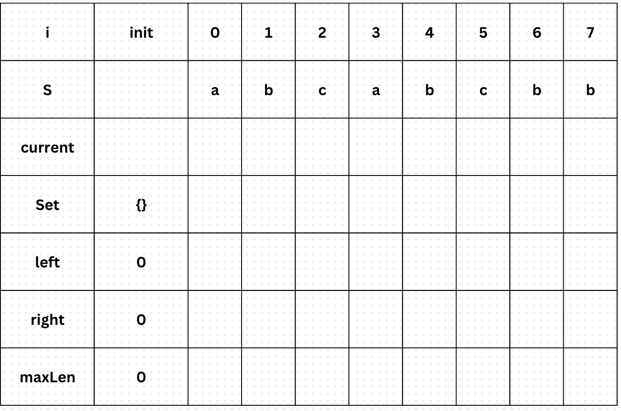 i init 0 1 2 3 4 5 6 7
S a b c a b c b b
current
Set {}
left 0
right 0
maxLen 0